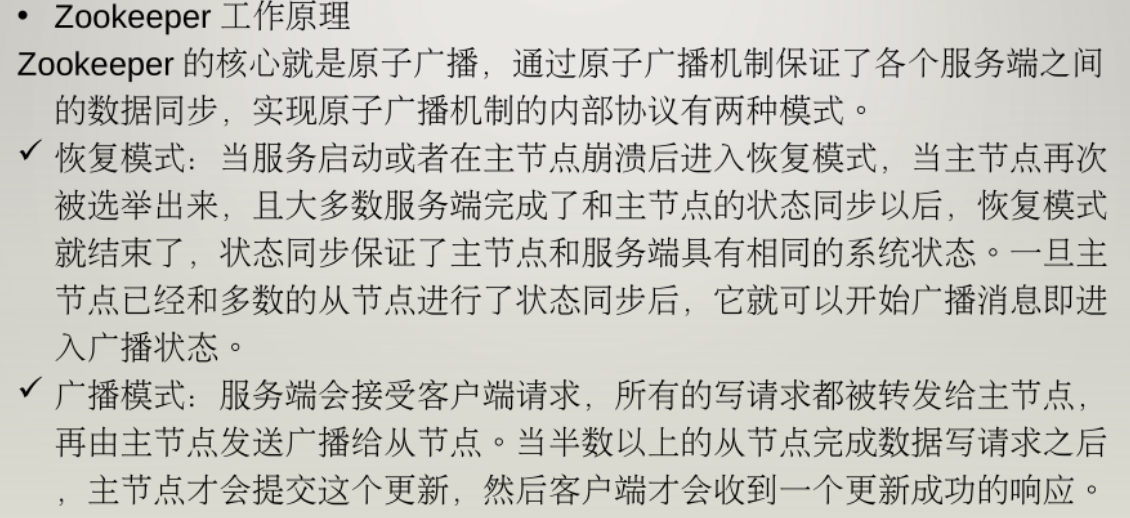 • Zookeeper 工作原理
Zookeeper 的核心就是原子广播，通过原子广播机制保证了各个服务端之间
的数据同步，实现原子广播机制的内部协议有两种模式。
✓ 恢复模式：当服务启动或者在主节点崩溃后进入恢复模式，当主节点再次
被选举出来，且大多数服务端完成了和主节点的状态同步以后，恢复模式
就结束了，状态同步保证了主节点和服务端具有相同的系统状态。一旦主
节点已经和多数的从节点进行了状态同步后，它就可以开始广播消息即进
入广播状态。
✓ 广播模式：服务端会接受客户端请求，所有的写请求都被转发给主节点，
再由主节点发送广播给从节点。当半数以上的从节点完成数据写请求之后
，主节点才会提交这个更新，然后客户端才会收到一个更新成功的响应。